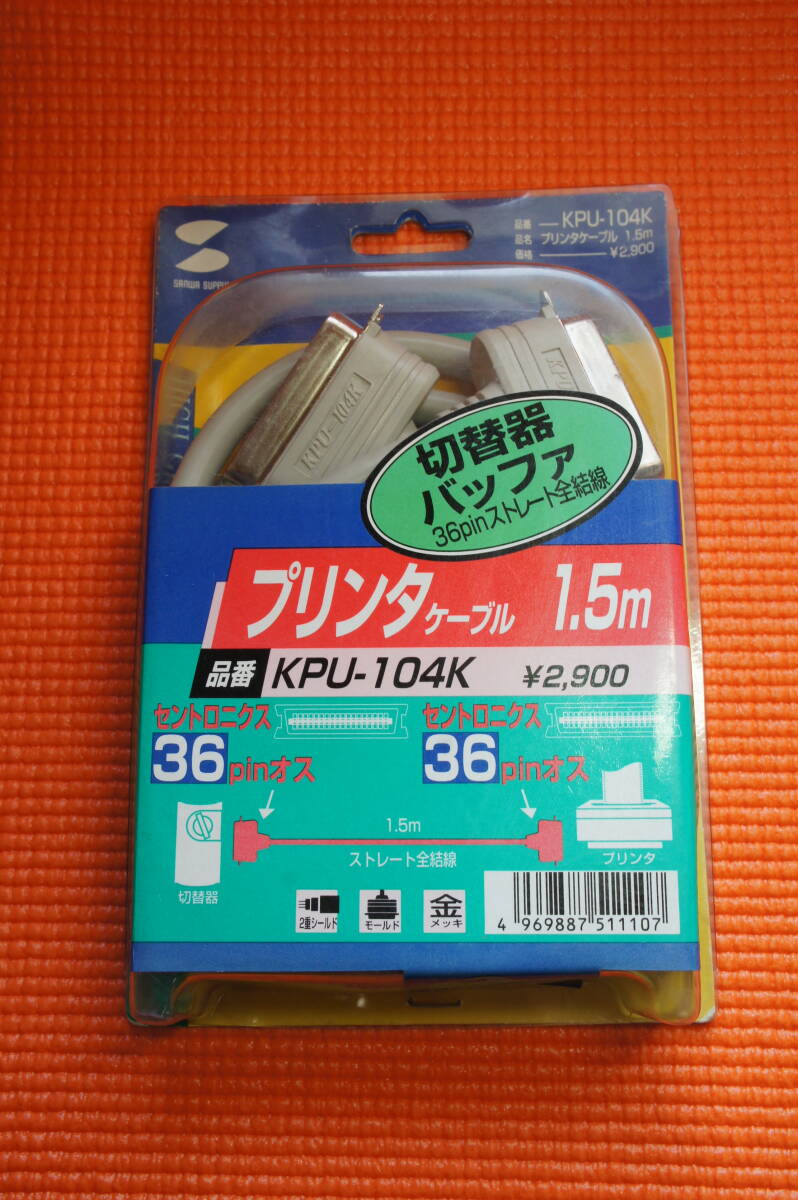 SANWA SUPPLY
品番 KPU-104K
品名 プリンタケーブル 1.5m
価格 ¥2,900
KPU-104K
KPU
切替器
バッファ
36pinストレート全結線
プリンタケーブル 1.5m
品番 KPU-104K ¥2,900
セントロニクス セントロニクス
36pinオス 36pinオス
1.5m
ストレート全結線
切替器
プリンタ
2重シールド
モールド
金
メッキ
4 969887 511107